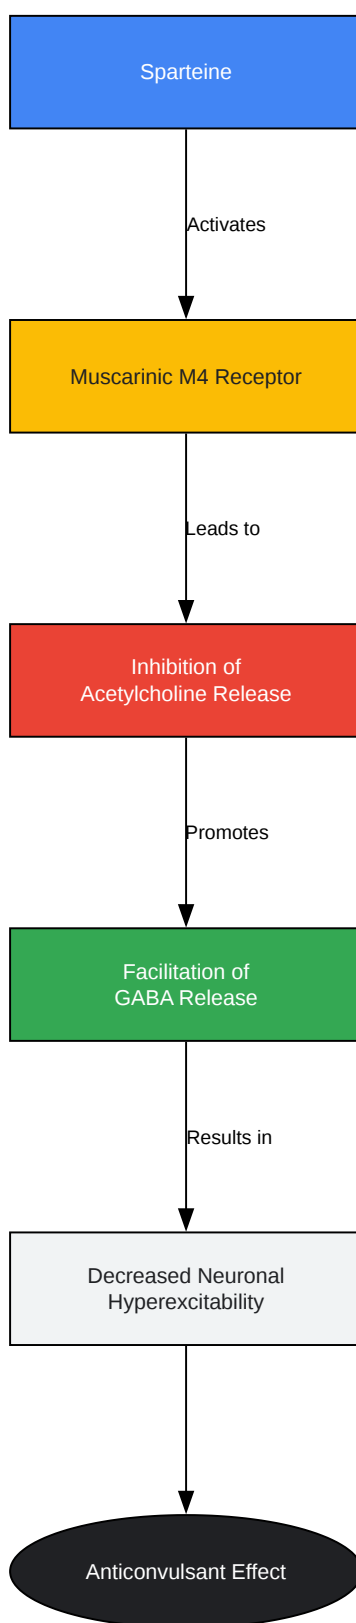 Sparteine
Activates
Muscarinic M4 Receptor
Leads to
Inhibition of
Acetylcholine Release
Promotes
Facilitation of
GABA Release
Results in
Decreased Neuronal
Hyperexcitability
Anticonvulsant Effect